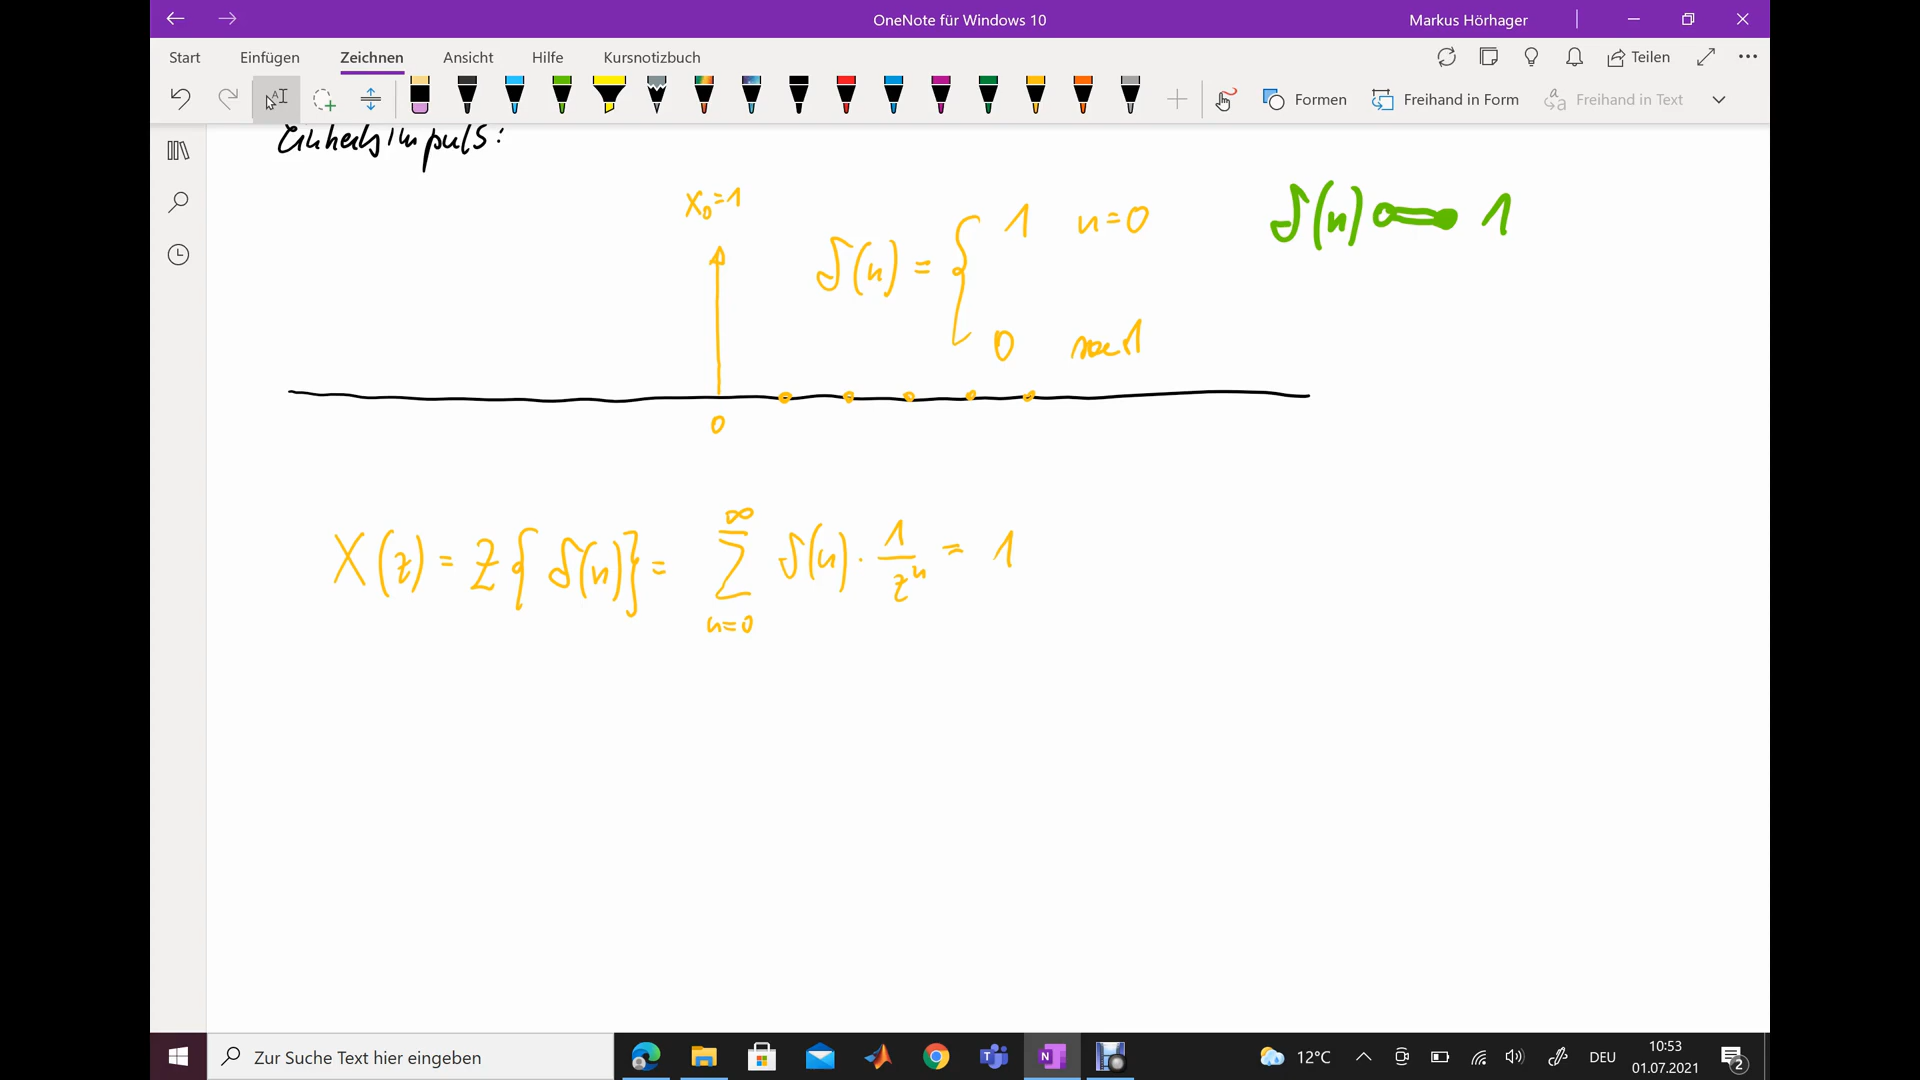 OneNote für Windows 10
Markus Hörhager
Start Einfügen Zeichnen Ansicht Hilfe Kursnotizbuch
Teilen
Formen
Freihand in Form
Freihand in Text
Einheitsimpuls:
x₀=1
δ(n) = { 1 n=0
0 sonst
δ(n) ○—● 1
0
X(z) = Z{δ(n)} = ∑_{n=0}^{∞} δ(n) · 1/zⁿ = 1
Zur Suche Text hier eingeben
12°C
DEU
10:53
01.07.2021
2